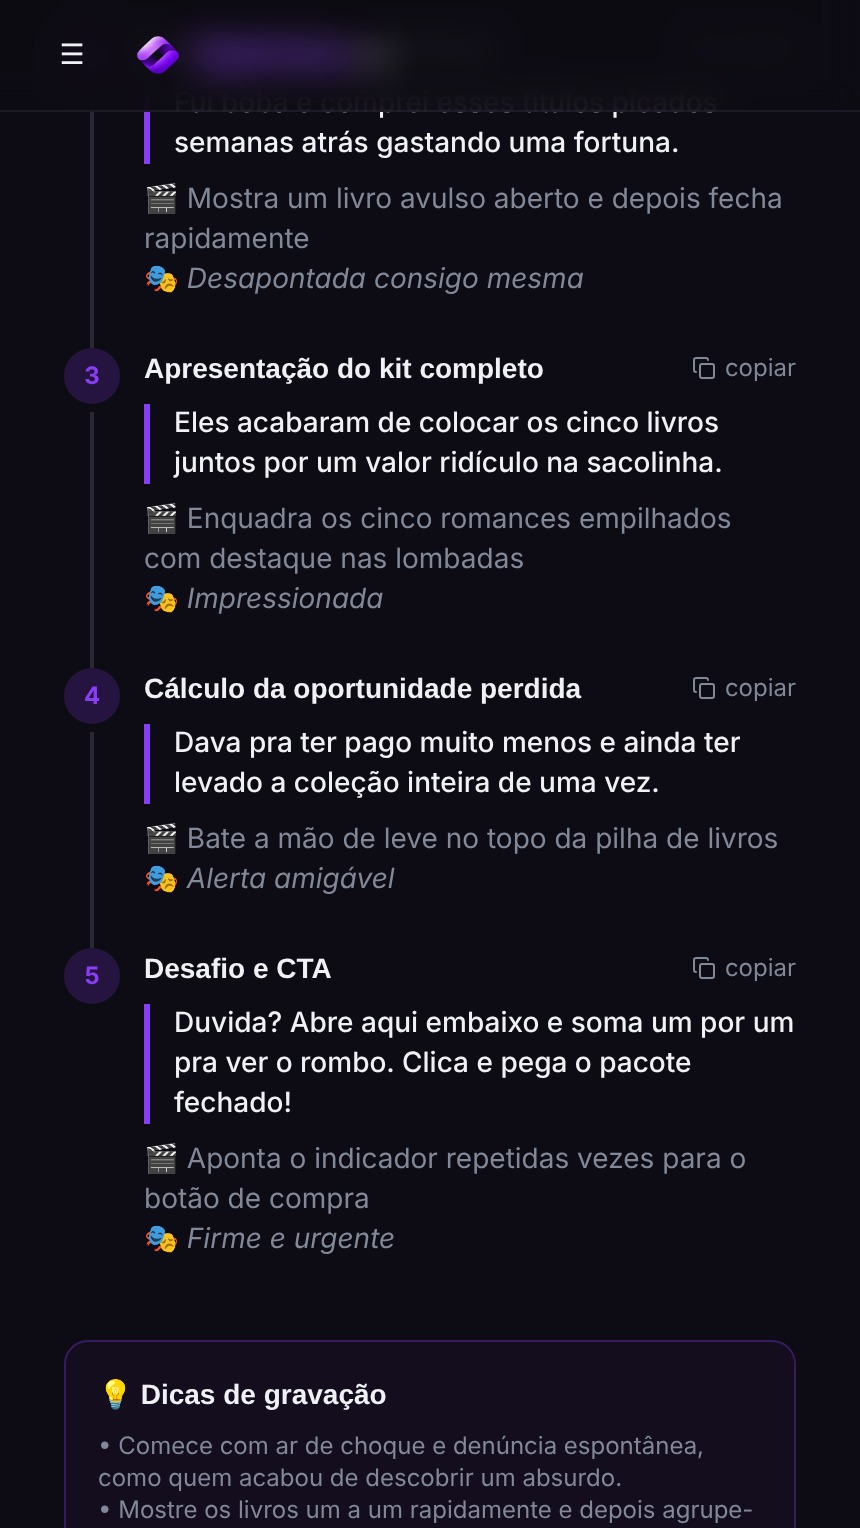 Fui boba e comprei esses títulos picados
semanas atrás gastando uma fortuna.
🎬 Mostra um livro avulso aberto e depois fecha
rapidamente
🎭 Desapontada consigo mesma
3
Apresentação do kit completo
copiar
Eles acabaram de colocar os cinco livros
juntos por um valor ridículo na sacolinha.
🎬 Enquadra os cinco romances empilhados
com destaque nas lombadas
🎭 Impressionada
4
Cálculo da oportunidade perdida
copiar
Dava pra ter pago muito menos e ainda ter
levado a coleção inteira de uma vez.
🎬 Bate a mão de leve no topo da pilha de livros
🎭 Alerta amigável
5
Desafio e CTA
copiar
Duvida? Abre aqui embaixo e soma um por um
pra ver o rombo. Clica e pega o pacote
fechado!
🎬 Aponta o indicador repetidas vezes para o
botão de compra
🎭 Firme e urgente
💡 Dicas de gravação
• Comece com ar de choque e denúncia espontânea,
como quem acabou de descobrir um absurdo.
• Mostre os livros um a um rapidamente e depois agrupe-